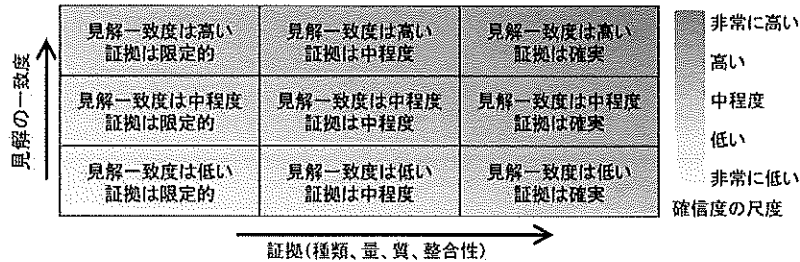 見解の一致度
見解一致度は高い
証拠は限定的
見解一致度は高い
証拠は中程度
見解一致度は高い
証拠は確実
見解一致度は中程度
証拠は限定的
見解一致度は中程度
証拠は中程度
見解一致度は中程度
証拠は確実
見解一致度は低い
証拠は限定的
見解一致度は低い
証拠は中程度
見解一致度は低い
証拠は確実
証拠(種類、量、質、整合性)
非常に高い
高い
中程度
低い
非常に低い
確信度の尺度